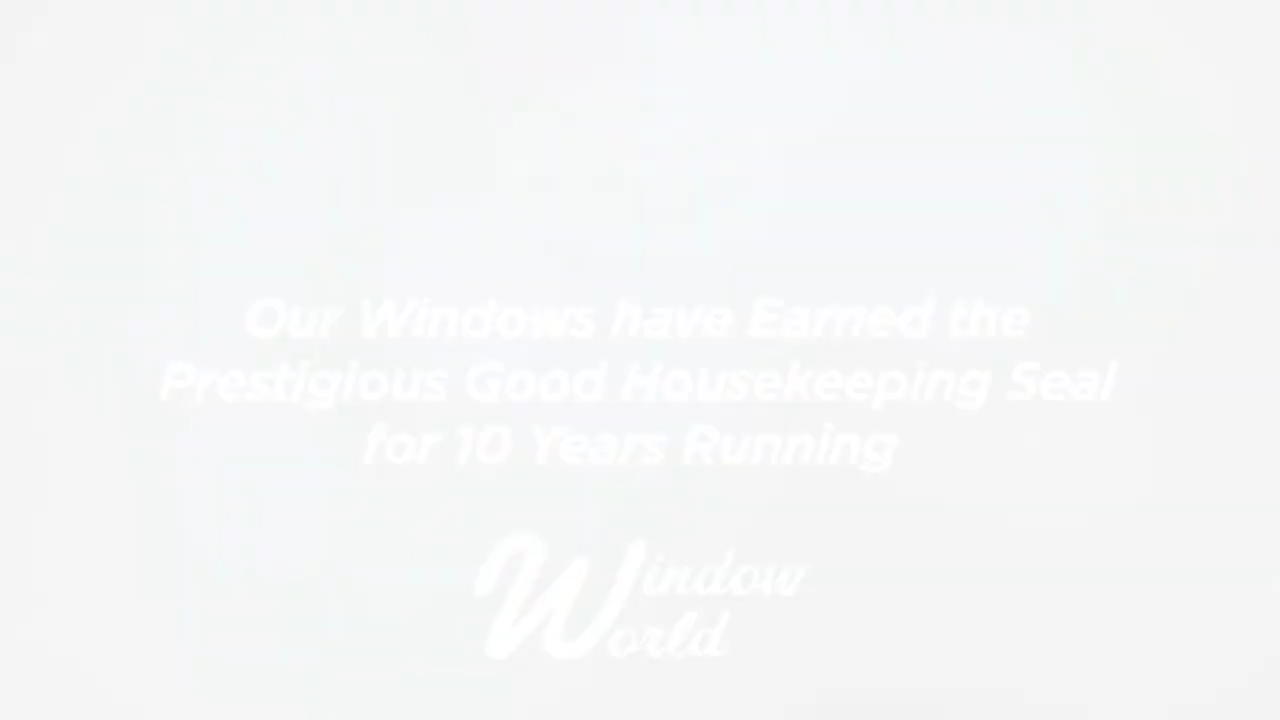 Our Windows have Earned the
Prestigious Good Housekeeping Seal
for 10 Years Running
Window
World